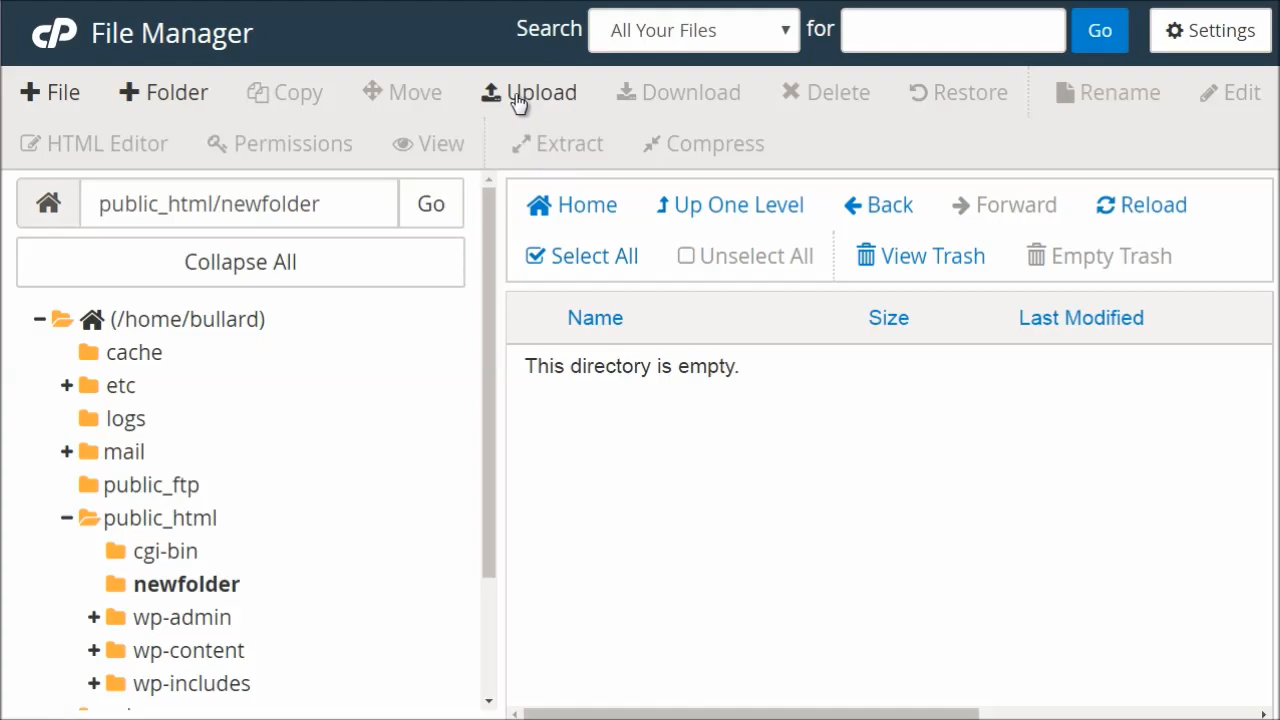 cP File Manager Search All Your Files for Go Settings
File Folder Copy Move Upload Download Delete Restore Rename Edit
HTML Editor Permissions View Extract Compress
public_html/newfolder Go
Collapse All
(/home/bullard)
cache
etc
logs
mail
public_ftp
public_html
cgi-bin
newfolder
wp-admin
wp-content
wp-includes
Home Up One Level Back Forward Reload
Select All Unselect All View Trash Empty Trash
Name Size Last Modified
This directory is empty.